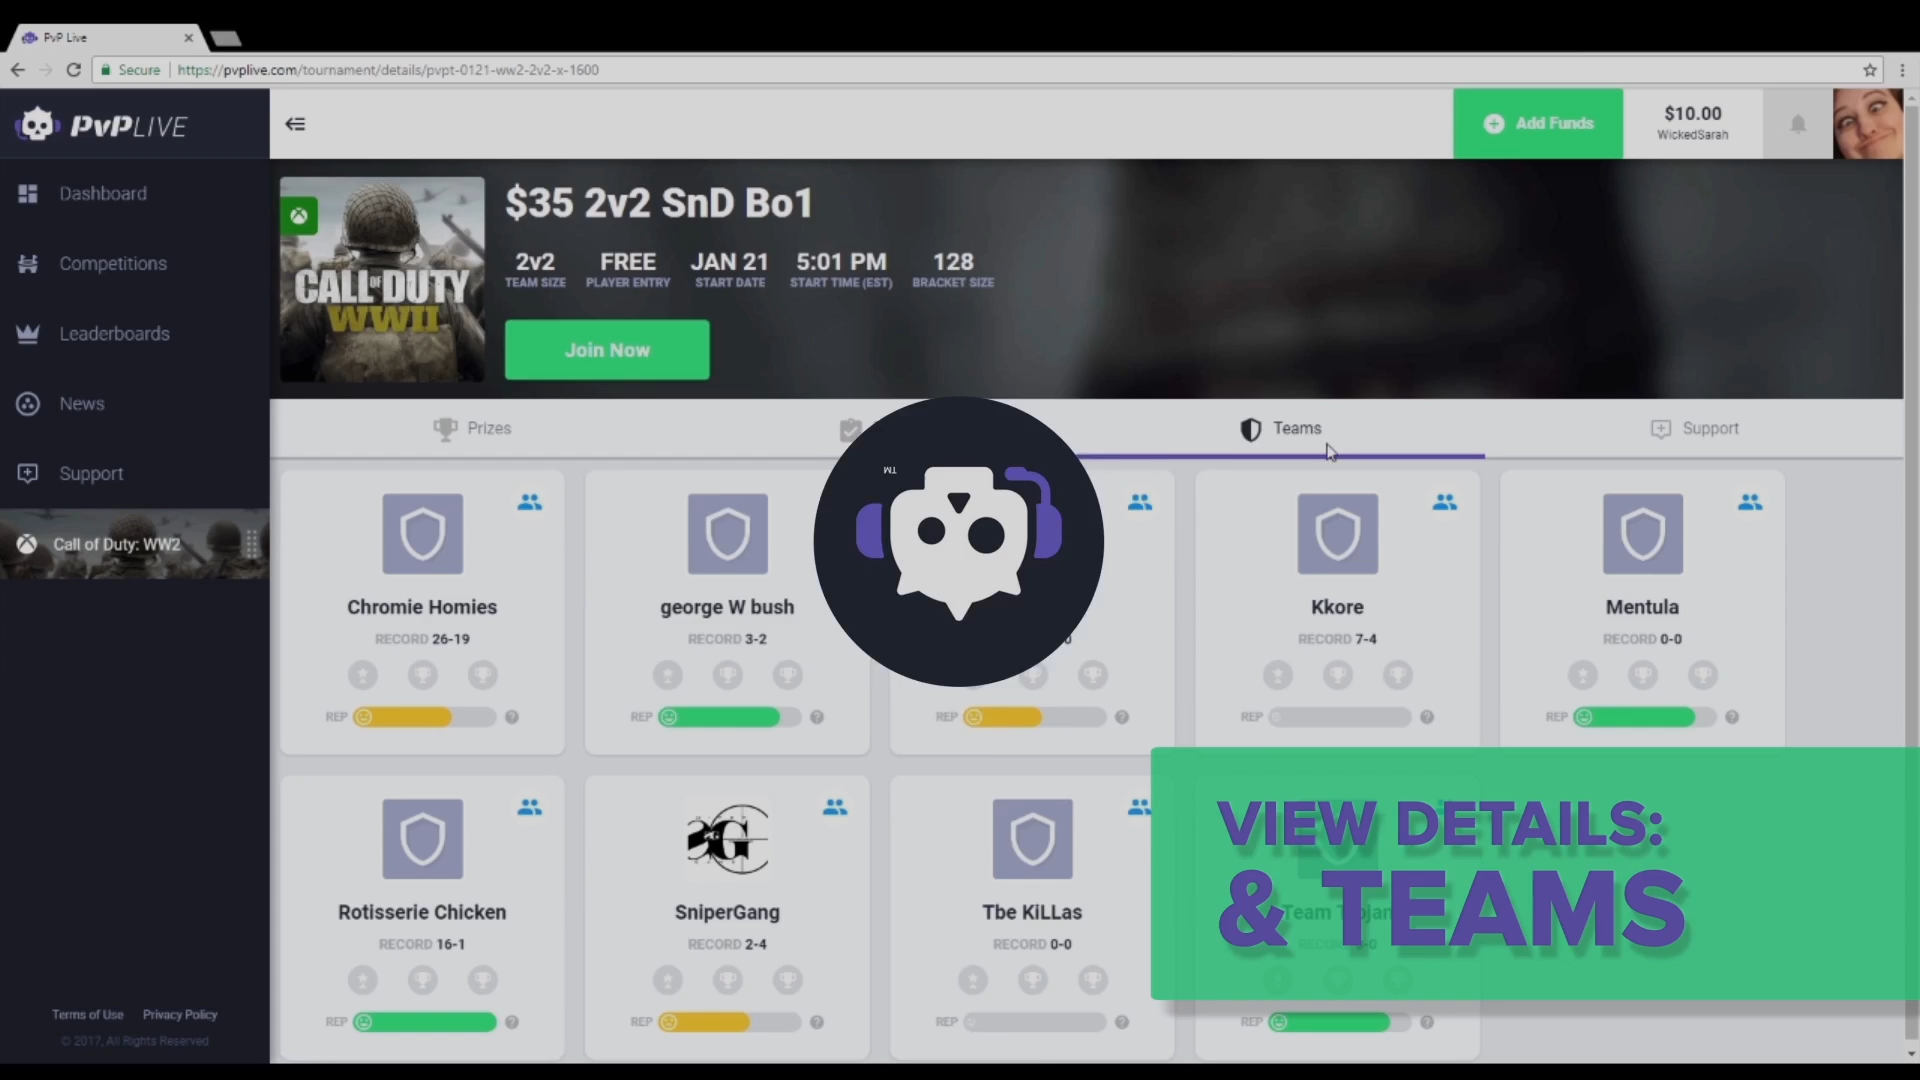 PvP Live
Secure
https://pvplive.com/tournament/details/pvpt-0121-ww2-2v2-x-1600
PvPLIVE
Add Funds
$10.00
WickedSarah
Dashboard
Competitions
Leaderboards
News
Support
Call of Duty: WW2
Terms of Use Privacy Policy
© 2017, All Rights Reserved
CALL OF DUTY
WWII
$35 2v2 SnD Bo1
2v2 FREE JAN 21 5:01 PM 128
TEAM SIZE PLAYER ENTRY START DATE START TIME (EST) BRACKET SIZE
Join Now
Prizes Teams Support
TM
Chromie Homies
RECORD 26-19
REP
george W bush
RECORD 3-2
REP
REP
Kkore
RECORD 7-4
REP
Mentula
RECORD 0-0
REP
Rotisserie Chicken
RECORD 16-1
REP
SniperGang
RECORD 2-4
REP
Tbe KiLLas
RECORD 0-0
REP
REP
VIEW DETAILS:
& TEAMS